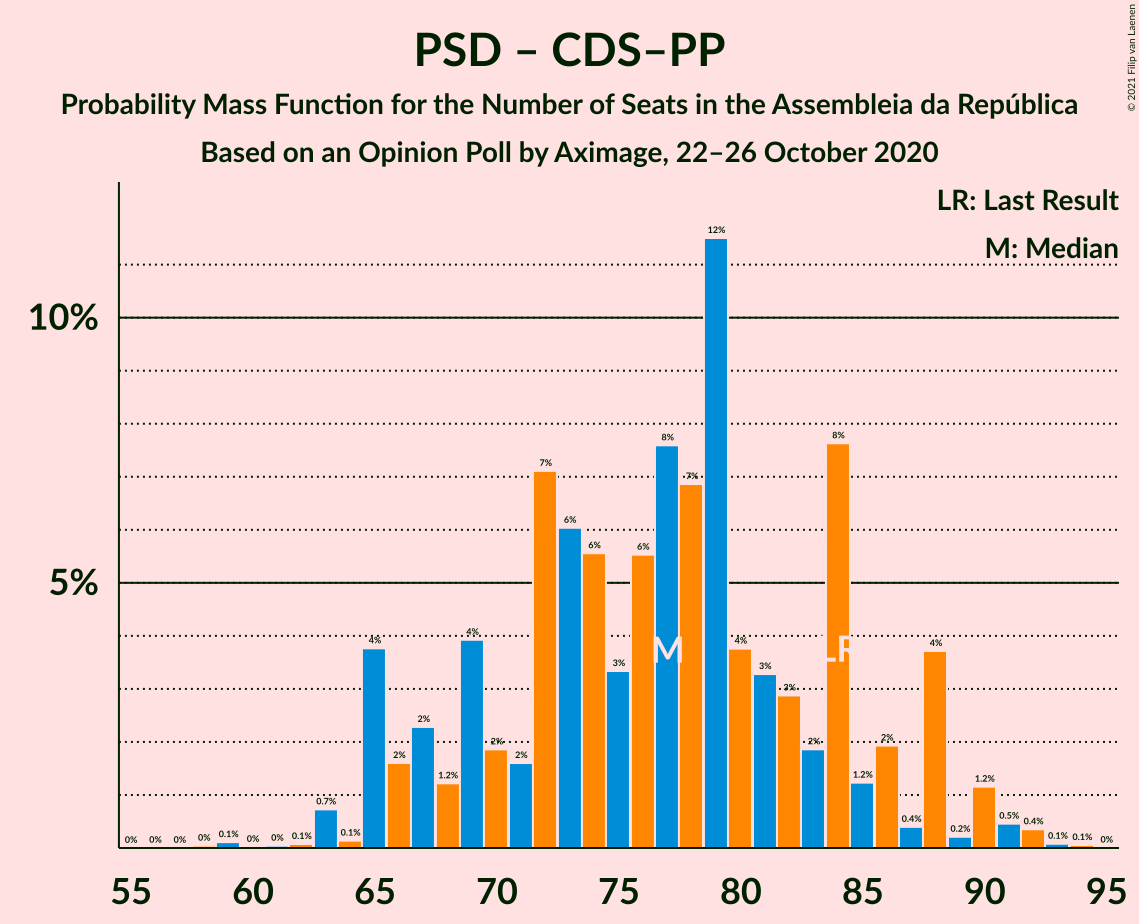 PSD – CDS–PP
Probability Mass Function for the Number of Seats in the Assembleia da República
Based on an Opinion Poll by Aximage, 22–26 October 2020
© 2021 Filip van Laenen
LR: Last Result
M: Median
10%
5%
0% 0% 0% 0% 0.1% 0% 0% 0.1% 0.7% 0.1% 4% 2% 2% 1.2% 4% 2% 2% 7% 6% 6% 3% 6% 8% 7% 12% 4% 3% 3% 2% 8% 1.2% 2% 0.4% 4% 0.2% 1.2% 0.5% 0.4% 0.1% 0.1% 0%
M LR
55 60 65 70 75 80 85 90 95